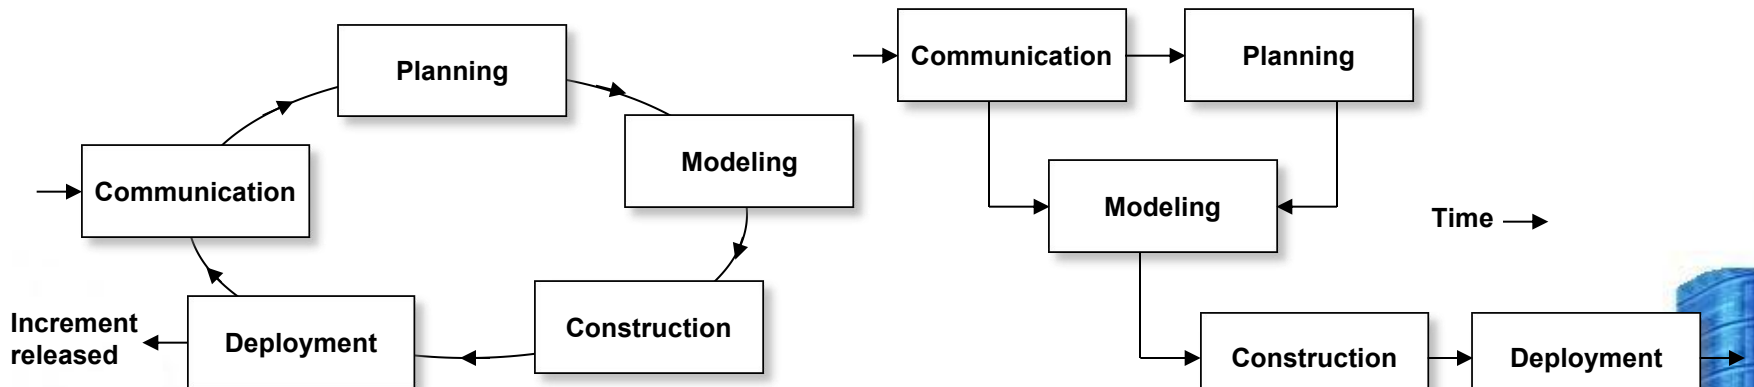 Planning
Modeling
Communication
Construction
Deployment
Increment
released
Communication
Planning
Modeling
Time
Construction
Deployment